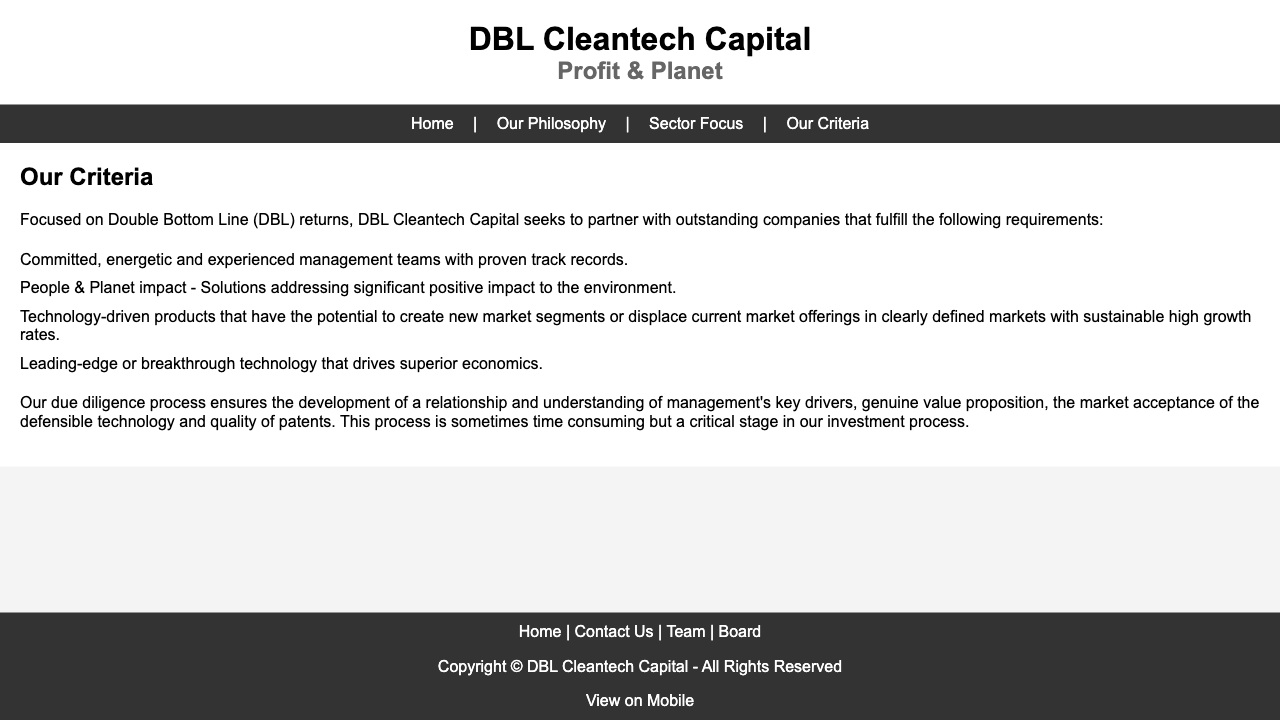 DBL Cleantech Capital
Profit & Planet
Home | Our Philosophy | Sector Focus | Our Criteria
Our Criteria
Focused on Double Bottom Line (DBL) returns, DBL Cleantech Capital seeks to partner with outstanding companies that fulfill the following requirements:
Committed, energetic and experienced management teams with proven track records.
People & Planet impact - Solutions addressing significant positive impact to the environment.
Technology-driven products that have the potential to create new market segments or displace current market offerings in clearly defined markets with sustainable high growth
rates.
Leading-edge or breakthrough technology that drives superior economics.
Our due diligence process ensures the development of a relationship and understanding of management's key drivers, genuine value proposition, the market acceptance of the
defensible technology and quality of patents. This process is sometimes time consuming but a critical stage in our investment process.
Home | Contact Us | Team | Board
Copyright © DBL Cleantech Capital - All Rights Reserved
View on Mobile